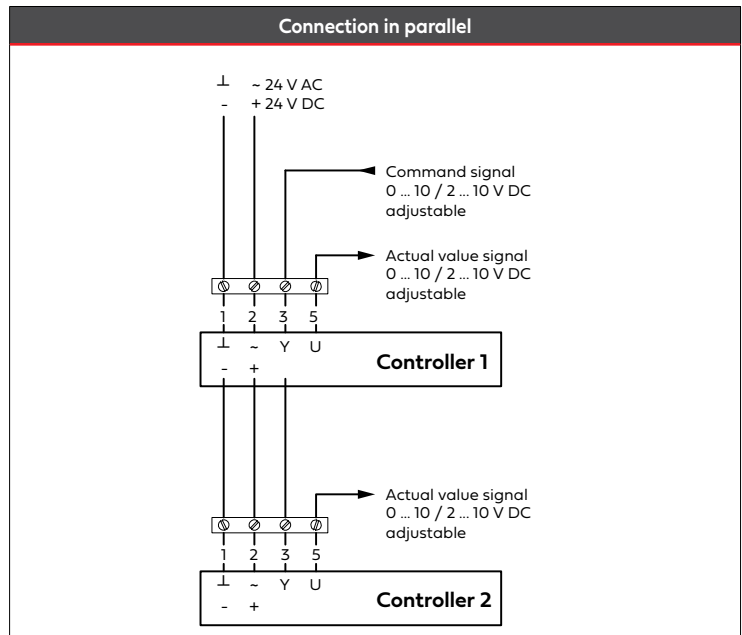 Connection in parallel
⊥ ~ 24 V AC
- + 24 V DC
Command signal
0 ... 10 / 2 ... 10 V DC
adjustable
Actual value signal
0 ... 10 / 2 ... 10 V DC
adjustable
1 2 3 5
⊥ ~ Y U
- +
Controller 1
Actual value signal
0 ... 10 / 2 ... 10 V DC
adjustable
1 2 3 5
⊥ ~ Y U
- +
Controller 2